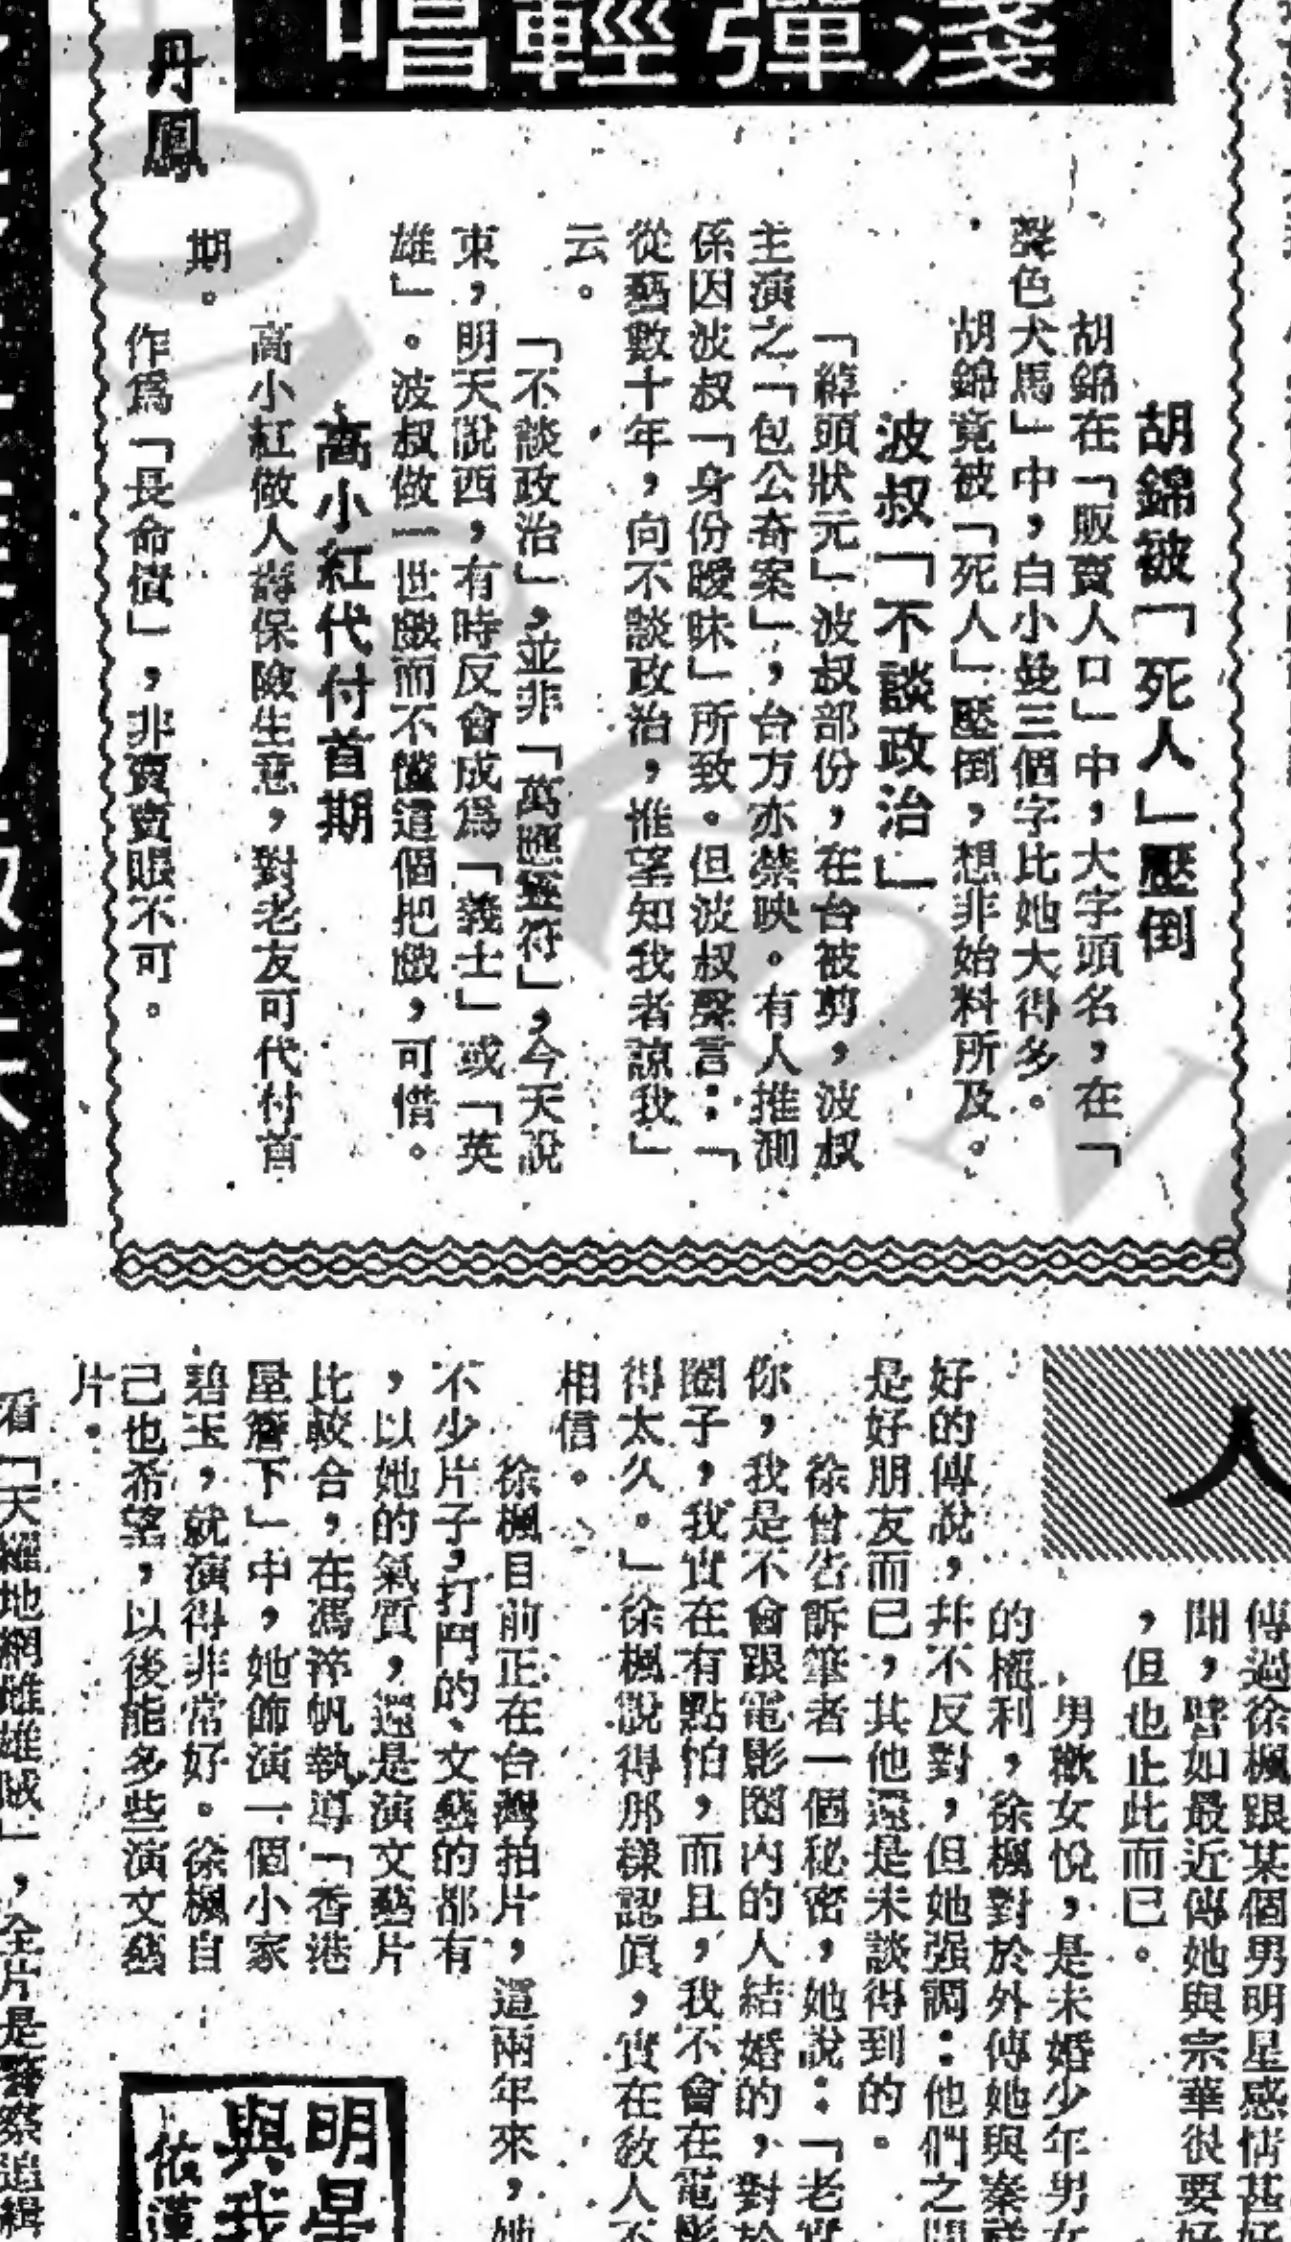 淺彈輕唱
丹鳳
胡錦被「死人」壓倒
胡錦在「販賣人口」中，大字頭名，在「
聲色犬馬」中，白小曼三個字比她大得多。
，胡錦竟被「死人」壓倒，想非始料所及。
波叔「不談政治」
「綽頭狀元」波叔部份，在台被剪，波叔
主演之「包公奇案」，台方亦禁映。有人推測
係因波叔「身份曖昧」所致。但波叔聲言：「
從藝數十年，向不談政治，惟望知我者諒我」
云。
「不談政治」，並非「萬應靈符」，今天說
東，明天說西，有時反會成爲「義士」或「英
雄」。波叔做一世戲而不懂這個把戲，可惜。
高小紅代付首期
高小紅做人壽保險生意，對老友可代付首
期。
作爲「長命債」，非賣賣賬不可。
人
傳過徐楓跟某個男明星感情甚好
聞，譬如最近傳她與宗華很要好
，但也止此而已。
男歡女悅，是未婚少年男女
的權利，徐楓對於外傳她與秦祥
好的傳說，幷不反對，但她强調：他們之間
是好朋友而已，其他還是未談得到的。
徐曾告訴筆者一個秘密，她說：「老實
你，我是不會跟電影圈內的人結婚的，對於
圈子，我實在有點怕，而且，我不會在電影
得太久。」徐楓說得那樣認眞，實在敎人不
相信。
徐楓目前正在台灣拍片，這兩年來，她
不少片子，打鬥的、文藝的都有
，以她的氣質，還是演文藝片
比較合，在馮淬帆執導「香港
屋簷下」中，她飾演一個小家
碧玉，就演得非常好。徐楓自
己也希望，以後能多些演文藝
片。
明星
與我
依達
看「天羅地網雌雄賊」，全片是警察追緝